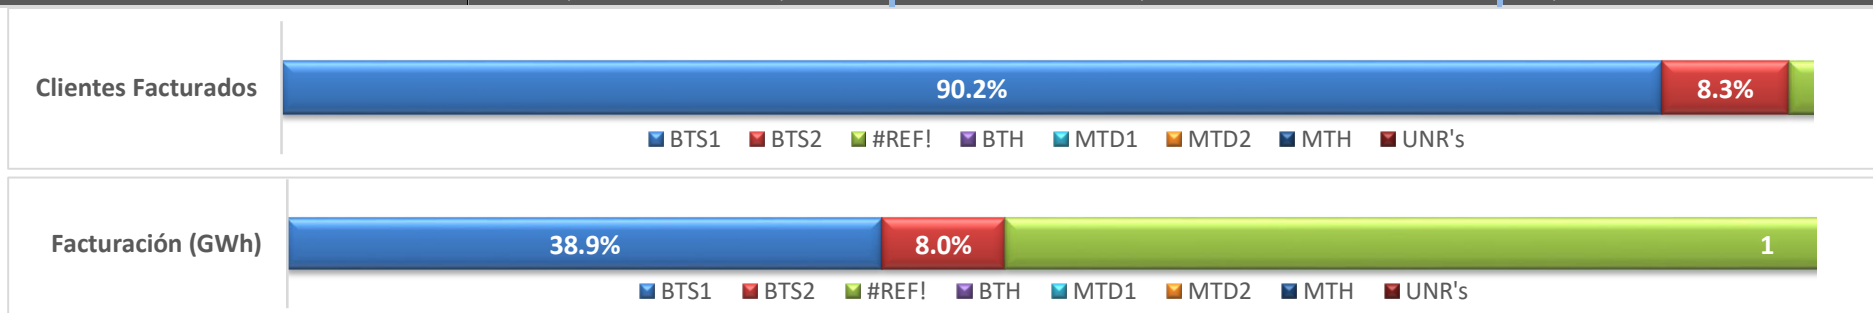 Clientes Facturados 90.2% 8.3%
BTS1 BTS2 #REF! BTH MTD1 MTD2 MTH UNR's
Facturación (GWh) 38.9% 8.0% 1
BTS1 BTS2 #REF! BTH MTD1 MTD2 MTH UNR's